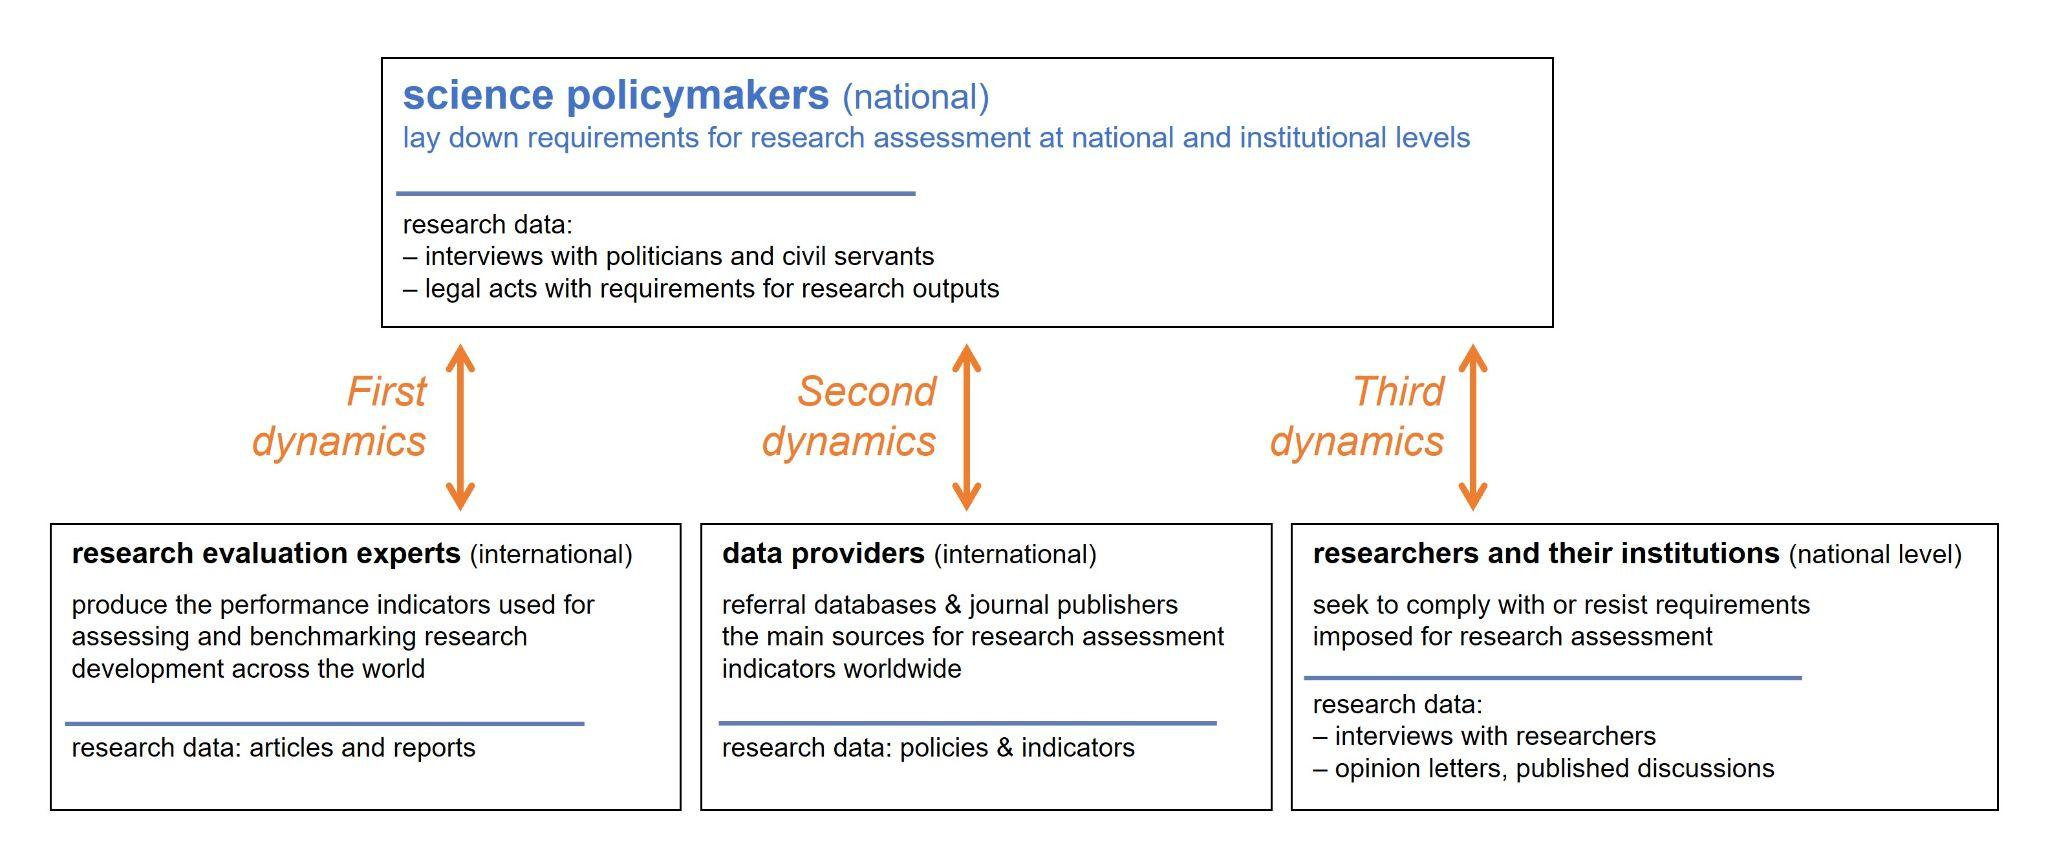 science policymakers (national)
lay down requirements for research assessment at national and institutional levels
research data:
– interviews with politicians and civil servants
– legal acts with requirements for research outputs
First
dynamics
Second
dynamics
Third
dynamics
research evaluation experts (international)
produce the performance indicators used for
assessing and benchmarking research
development across the world
research data: articles and reports
data providers (international)
referral databases & journal publishers
the main sources for research assessment
indicators worldwide
research data: policies & indicators
researchers and their institutions (national level)
seek to comply with or resist requirements
imposed for research assessment
research data:
– interviews with researchers
– opinion letters, published discussions